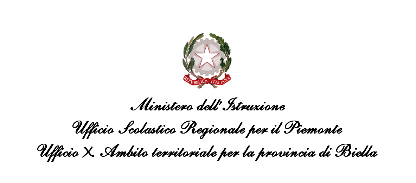 Ministero dell'Istruzione
Ufficio Scolastico Regionale per il Piemonte
Ufficio X Ambito territoriale per la provincia di Biella